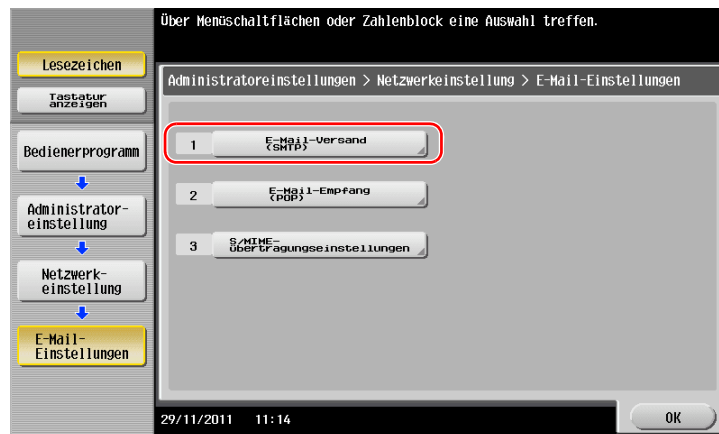 Über Menüschaltflächen oder Zahlenblock eine Auswahl treffen.
Lesezeichen
Tastatur
anzeigen
Bedienerprogramm
Administrator-
einstellung
Netzwerk-
einstellung
E-Mail-
Einstellungen
Administratoreinstellungen > Netzwerkeinstellung > E-Mail-Einstellungen
1 E-Mail-Versand
(SMTP)
2 E-Mail-Empfang
(POP)
3 S/MIME-
Übertragungseinstellungen
29/11/2011 11:14
OK